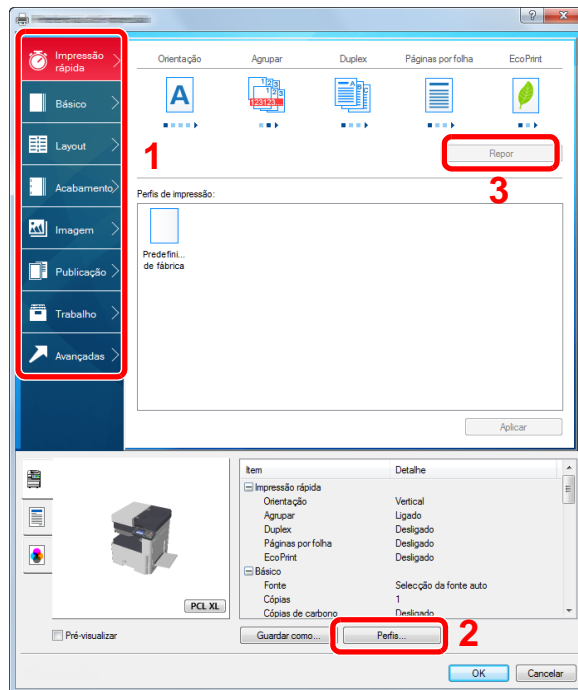 ? X
Impressão
rápida
Básico
Layout
Acabamento
Imagem
Publicação
Trabalho
Avançadas
1
Orientação Agrupar Duplex Páginas por folha EcoPrint
A 123 123 123123 A B C
Repor
3
Perfis de impressão:
Predefini...
de fábrica
Aplicar
PCL XL
Pré-visualizar
Item Detalhe
Impressão rápida
Orientação Vertical
Agrupar Ligado
Duplex Desligado
Páginas por folha Desligado
EcoPrint Desligado
Básico
Fonte Selecção da fonte auto
Cópias 1
Cópias de carbono Desligado
Guardar como... Perfis... 2
OK Cancelar